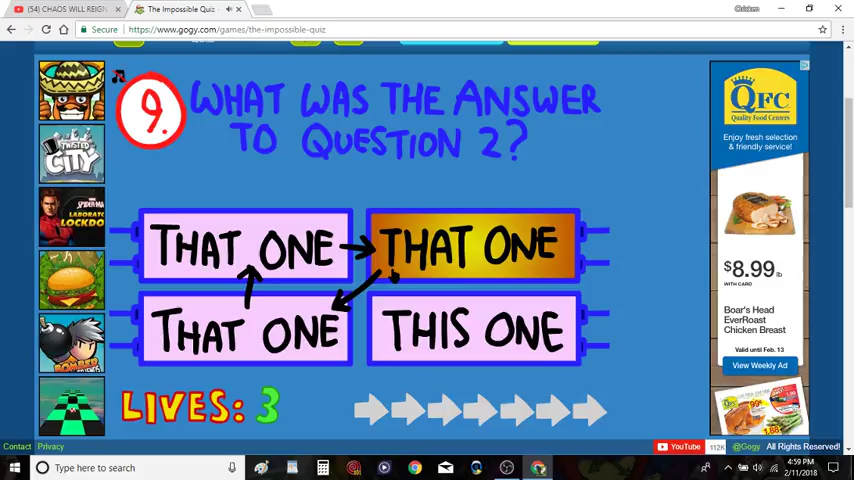 (54) CHAOS WILL REIGN
The Impossible Quiz
Chicken
Secure
https://www.gogy.com/games/the-impossible-quiz
9.
WHAT WAS THE ANSWER
TO QUESTION 2?
THAT ONE
THAT ONE
THAT ONE
THIS ONE
LIVES: 3
TWISTED
CITY
SPIDER-MAN
LABORATORY
LOCKDO
BOMBER
QFC
Quality Food Centers
Enjoy fresh selection
& friendly service!
$8.99 lb
WITH CARD
Boar's Head
EverRoast
Chicken Breast
Valid until Feb. 13
View Weekly Ad
Contact
Privacy
YouTube
112K
@Gogy
All Rights Reserved!
Type here to search
4:59 PM
2/11/2018